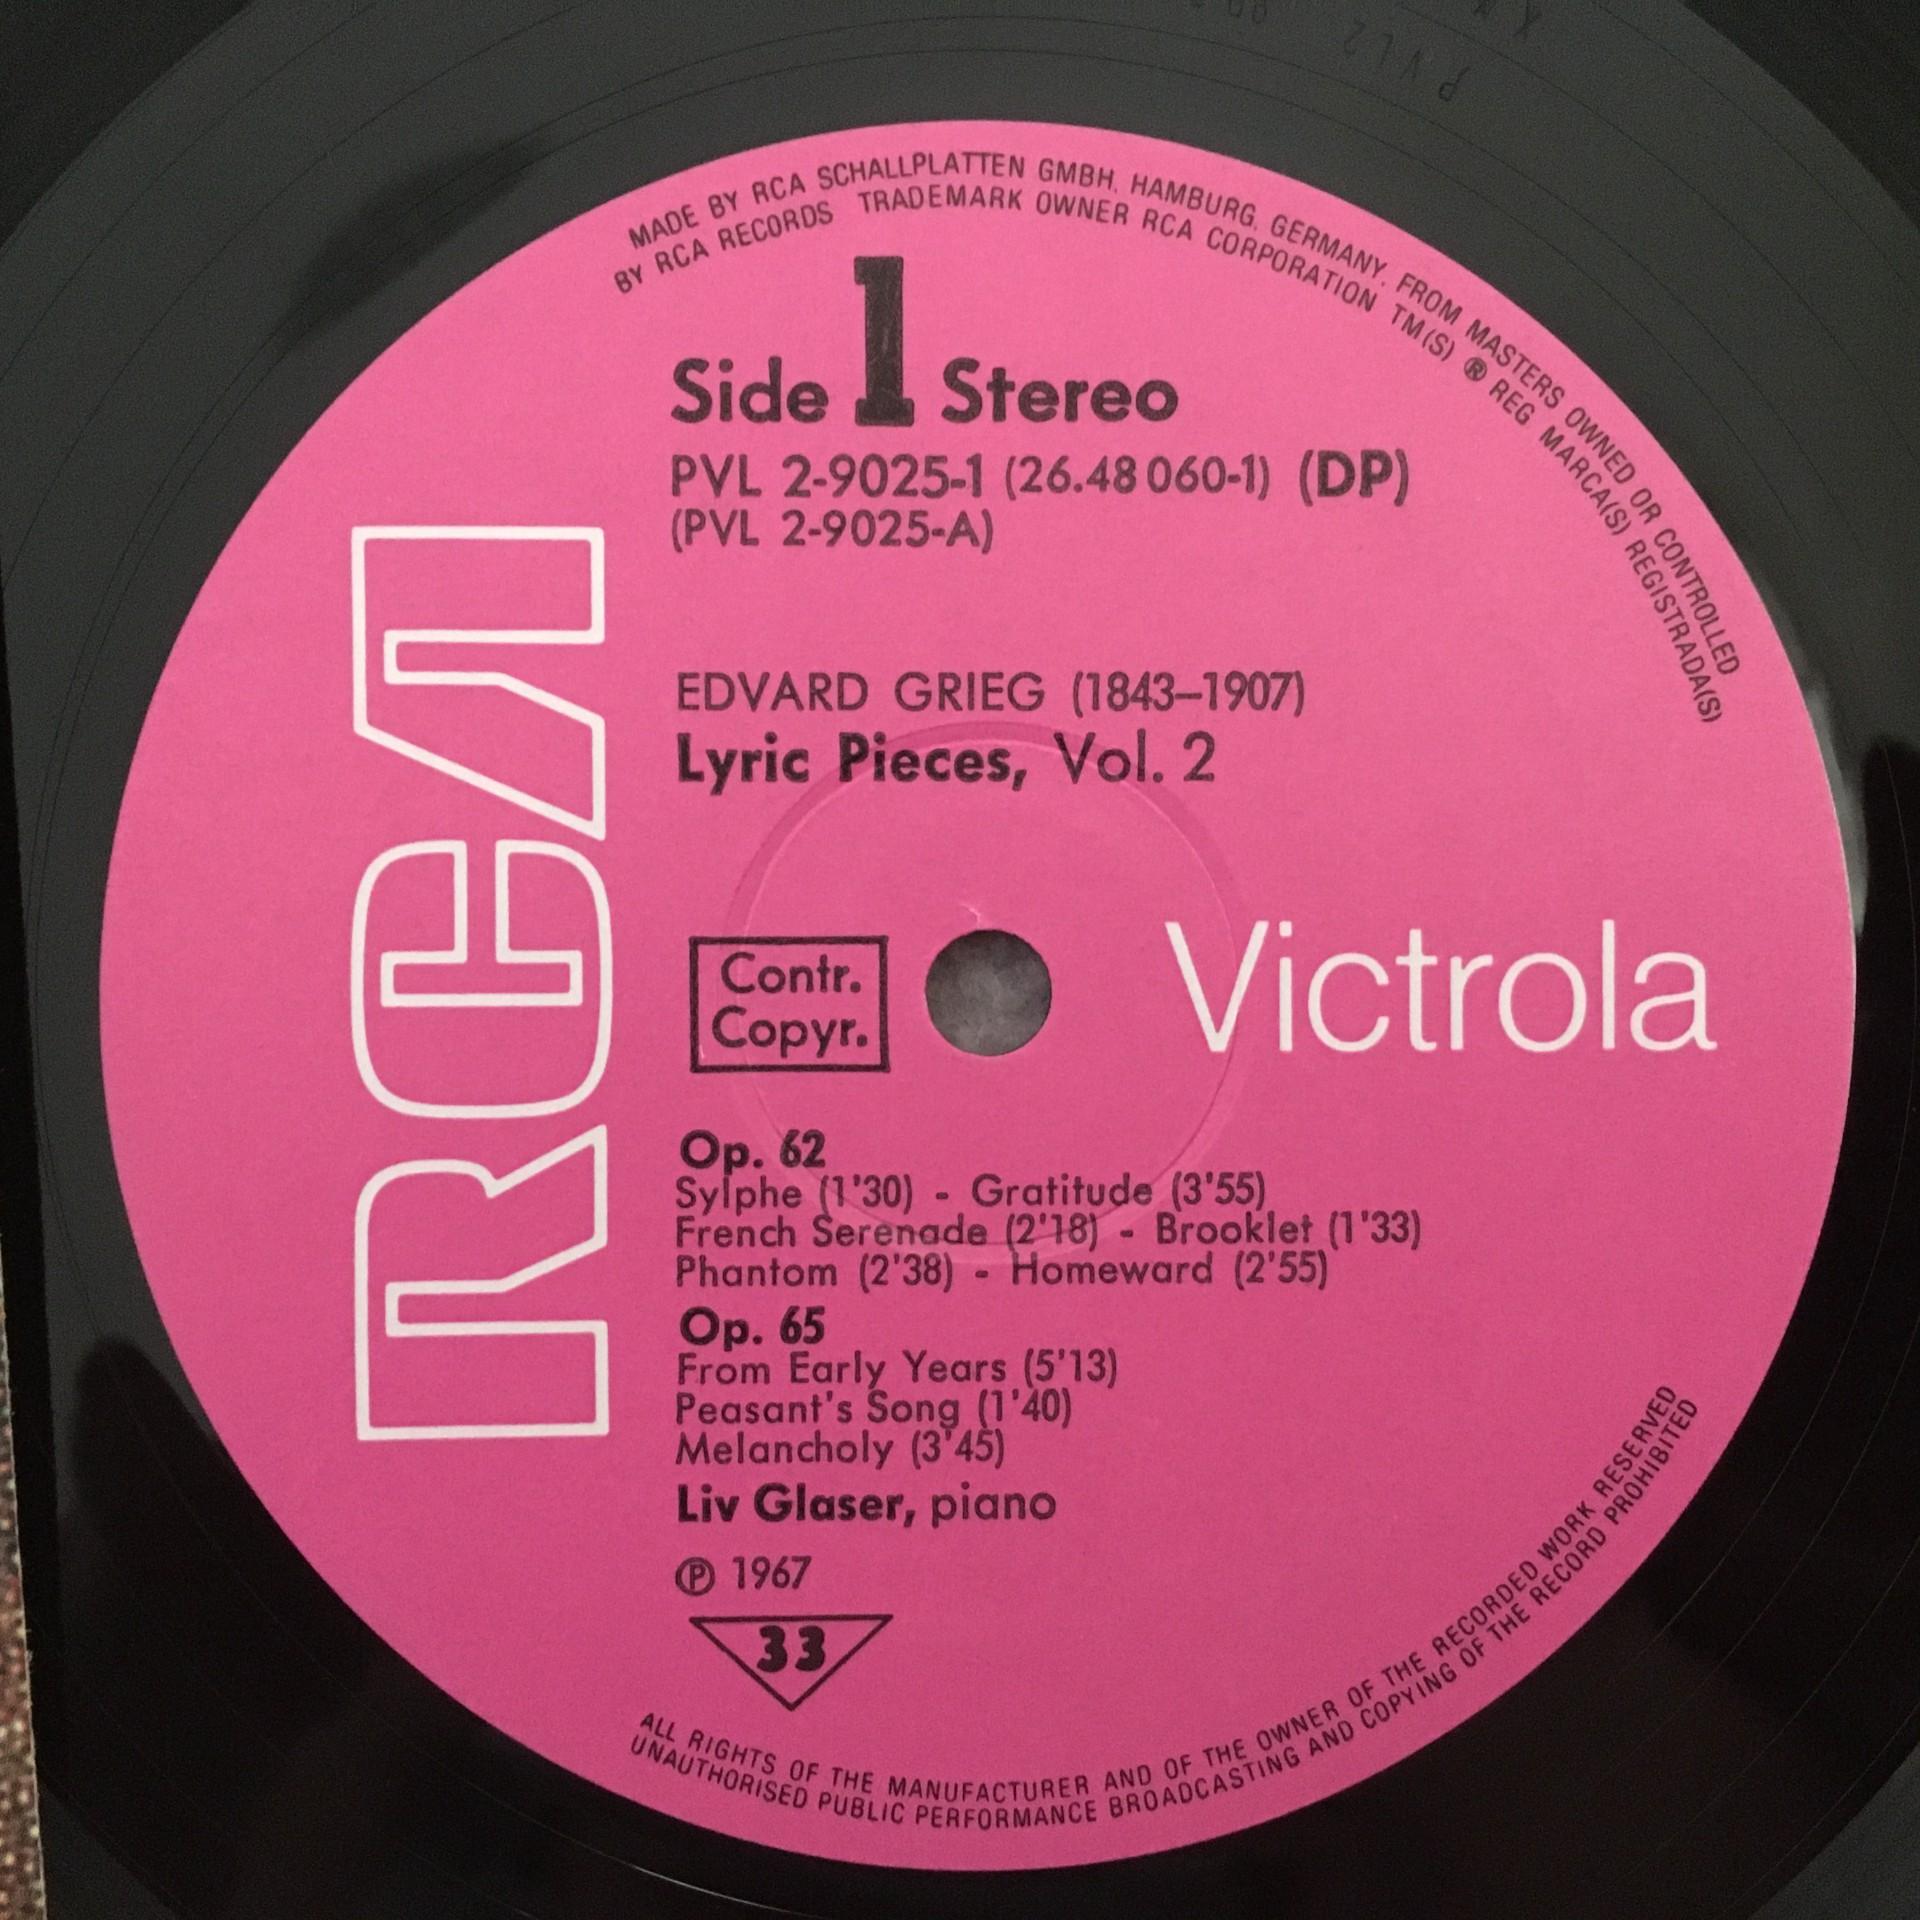 MADE BY RCA SCHALLPLATTEN GMBH, HAMBURG, GERMANY, FROM MASTERS OWNED OR CONTROLLED
BY RCA RECORDS TRADEMARK OWNER RCA CORPORATION TM(S) ® REG MARCA(S) REGISTRADA(S)
Side 1 Stereo
PVL 2-9025-1 (26.48 060-1) (DP)
(PVL 2-9025-A)
RCA
EDVARD GRIEG (1843–1907)
Lyric Pieces, Vol. 2
Contr.
Copyr.
Victrola
Op. 62
Sylphe (1'30) - Gratitude (3'55)
French Serenade (2'18) - Brooklet (1'33)
Phantom (2'38) - Homeward (2'55)
Op. 65
From Early Years (5'13)
Peasant's Song (1'40)
Melancholy (3'45)
Liv Glaser, piano
℗ 1967
33
ALL RIGHTS OF THE MANUFACTURER AND OF THE OWNER OF THE RECORDED WORK RESERVED
UNAUTHORISED PUBLIC PERFORMANCE BROADCASTING AND COPYING OF THE RECORD PROHIBITED